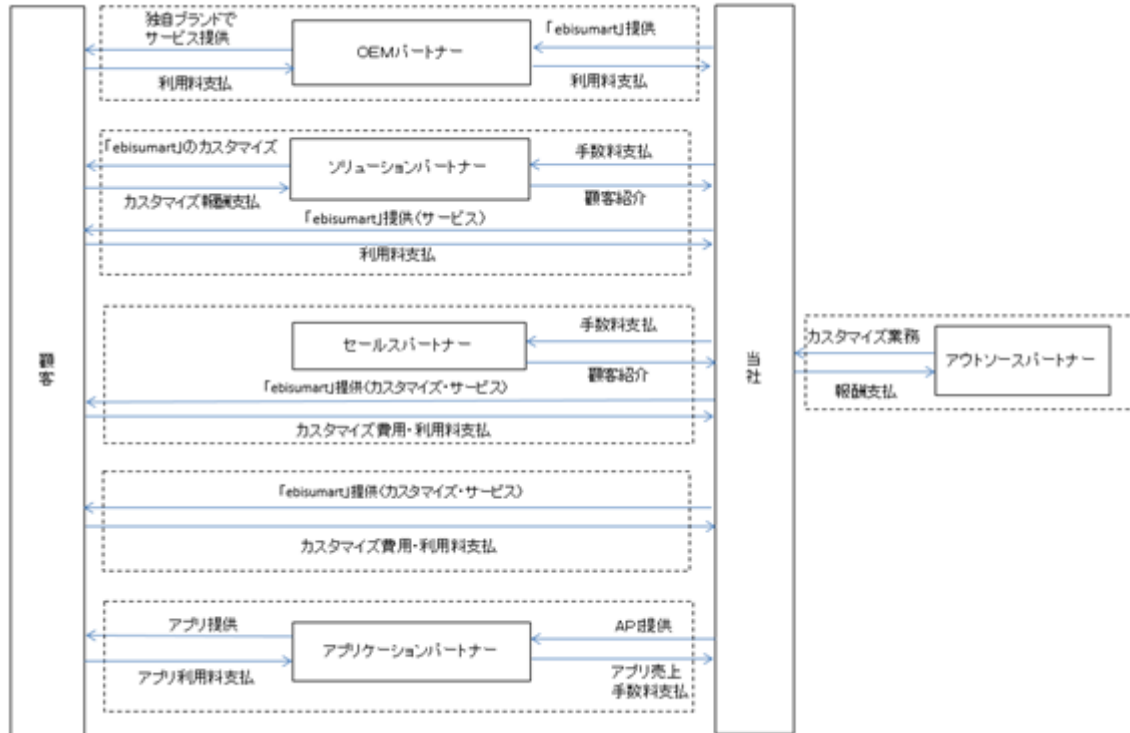 独自ブランドで
サービス提供
「ebisumart」提供
OEMパートナー
利用料支払
利用料支払
「ebisumart」のカスタマイズ
手数料支払
ソリューションパートナー
カスタマイズ報酬支払
顧客紹介
「ebisumart」提供(サービス)
利用料支払
手数料支払
セールスパートナー
顧客紹介
「ebisumart」提供(カスタマイズ・サービス)
カスタマイズ費用・利用料支払
顧客
当社
カスタマイズ業務
アウトソースパートナー
報酬支払
「ebisumart」提供(カスタマイズ・サービス)
カスタマイズ費用・利用料支払
アプリ提供
API提供
アプリケーションパートナー
アプリ利用料支払
アプリ売上
手数料支払